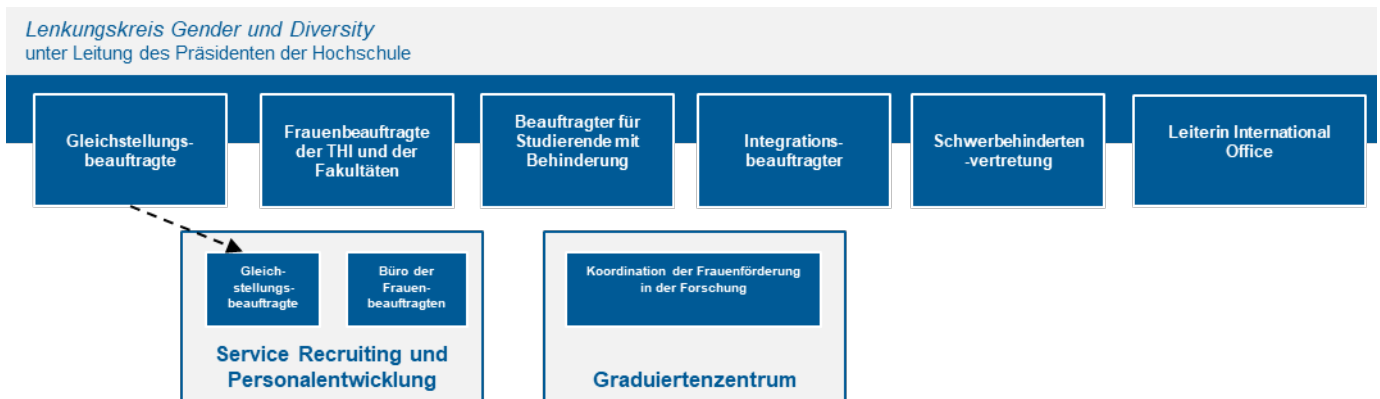 Lenkungskreis Gender und Diversity
unter Leitung des Präsidenten der Hochschule
Gleichstellungs-
beauftragte
Frauenbeauftragte
der THI und der
Fakultäten
Beauftragter für
Studierende mit
Behinderung
Integrations-
beauftragter
Schwerbehinderten
-vertretung
Leiterin International
Office
Gleich-
stellungs-
beauftragte
Büro der
Frauen-
beauftragten
Service Recruiting und
Personalentwicklung
Koordination der Frauenförderung
in der Forschung
Graduiertenzentrum